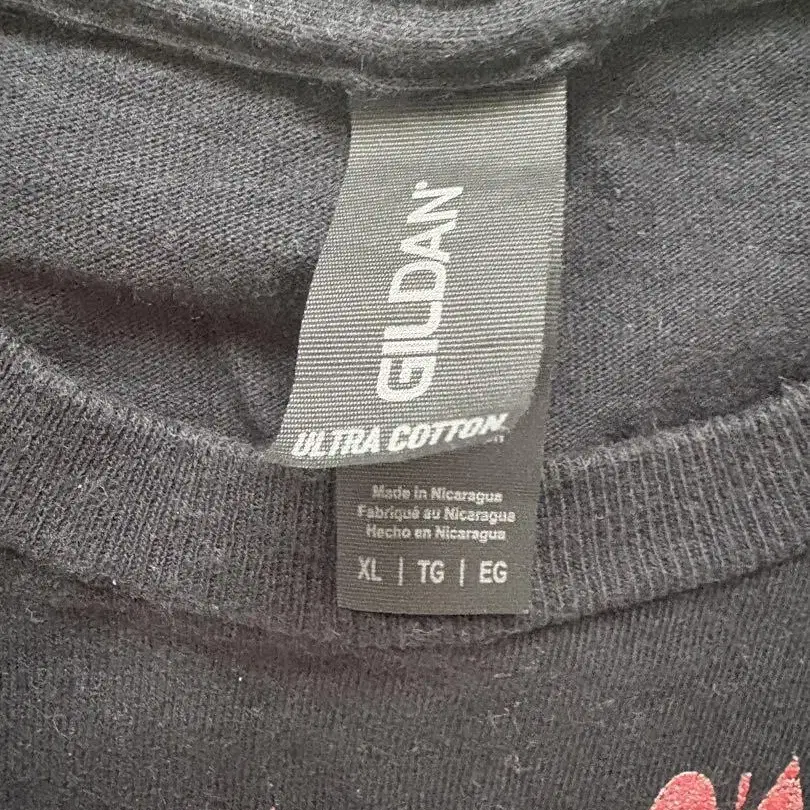 GILDAN®
ULTRA COTTON
Made in Nicaragua
Fabriqué au Nicaragua
Hecho en Nicaragua
XL | TG | EG